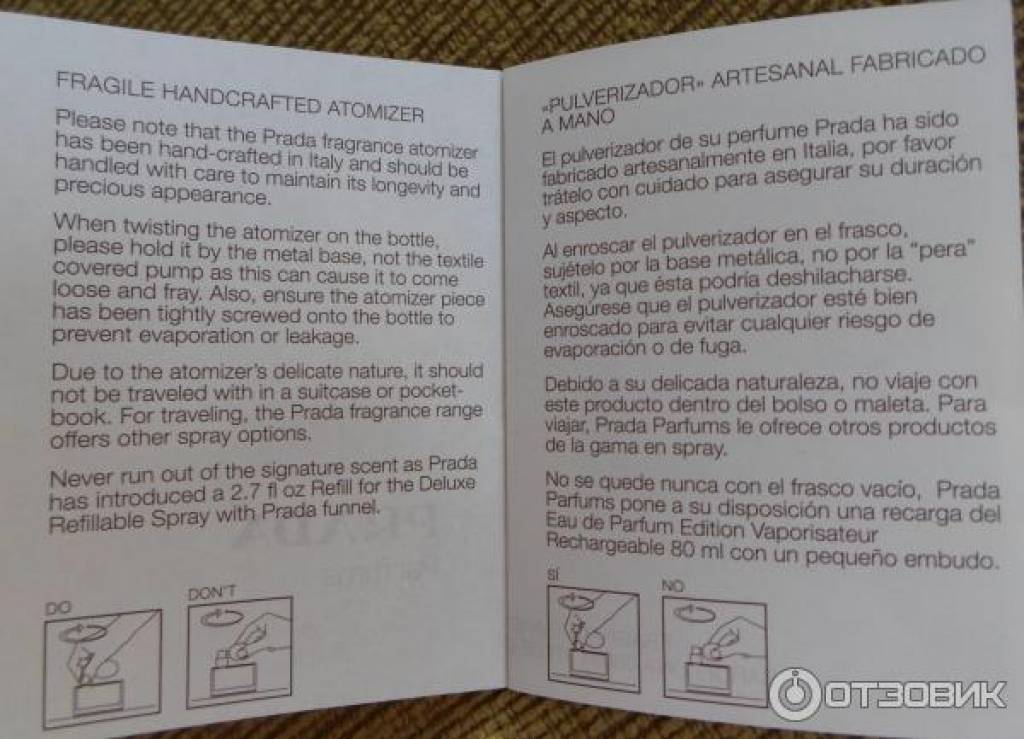 FRAGILE HANDCRAFTED ATOMIZER
Please note that the Prada fragrance atomizer
has been hand-crafted in Italy and should be
handled with care to maintain its longevity and
precious appearance.
When twisting the atomizer on the bottle,
please hold it by the metal base, not the textile
covered pump as this can cause it to come
loose and fray. Also, ensure the atomizer piece
has been tightly screwed onto the bottle to
prevent evaporation or leakage.
Due to the atomizer's delicate nature, it should
not be traveled with in a suitcase or pocket-
book. For traveling, the Prada fragrance range
offers other spray options.
Never run out of the signature scent as Prada
has introduced a 2.7 fl oz Refill for the Deluxe
Refillable Spray with Prada funnel.
DO
DON'T
«PULVERIZADOR» ARTESANAL FABRICADO
A MANO
El pulverizador de su perfume Prada ha sido
fabricado artesanalmente en Italia, por favor
trátelo con cuidado para asegurar su duración
y aspecto.
Al enroscar el pulverizador en el frasco,
sujételo por la base metálica, no por la “pera”
textil, ya que ésta podría deshilacharse.
Asegúrese que el pulverizador esté bien
enroscado para evitar cualquier riesgo de
evaporación o de fuga.
Debido a su delicada naturaleza, no viaje con
este producto dentro del bolso o maleta. Para
viajar, Prada Parfums le ofrece otros productos
de la gama en spray.
No se quede nunca con el frasco vacío, Prada
Parfums pone a su disposición una recarga del
Eau de Parfum Edition Vaporisateur
Rechargeable 80 ml con un pequeño embudo.
SÍ
NO
PRADA
ОТЗОВИК